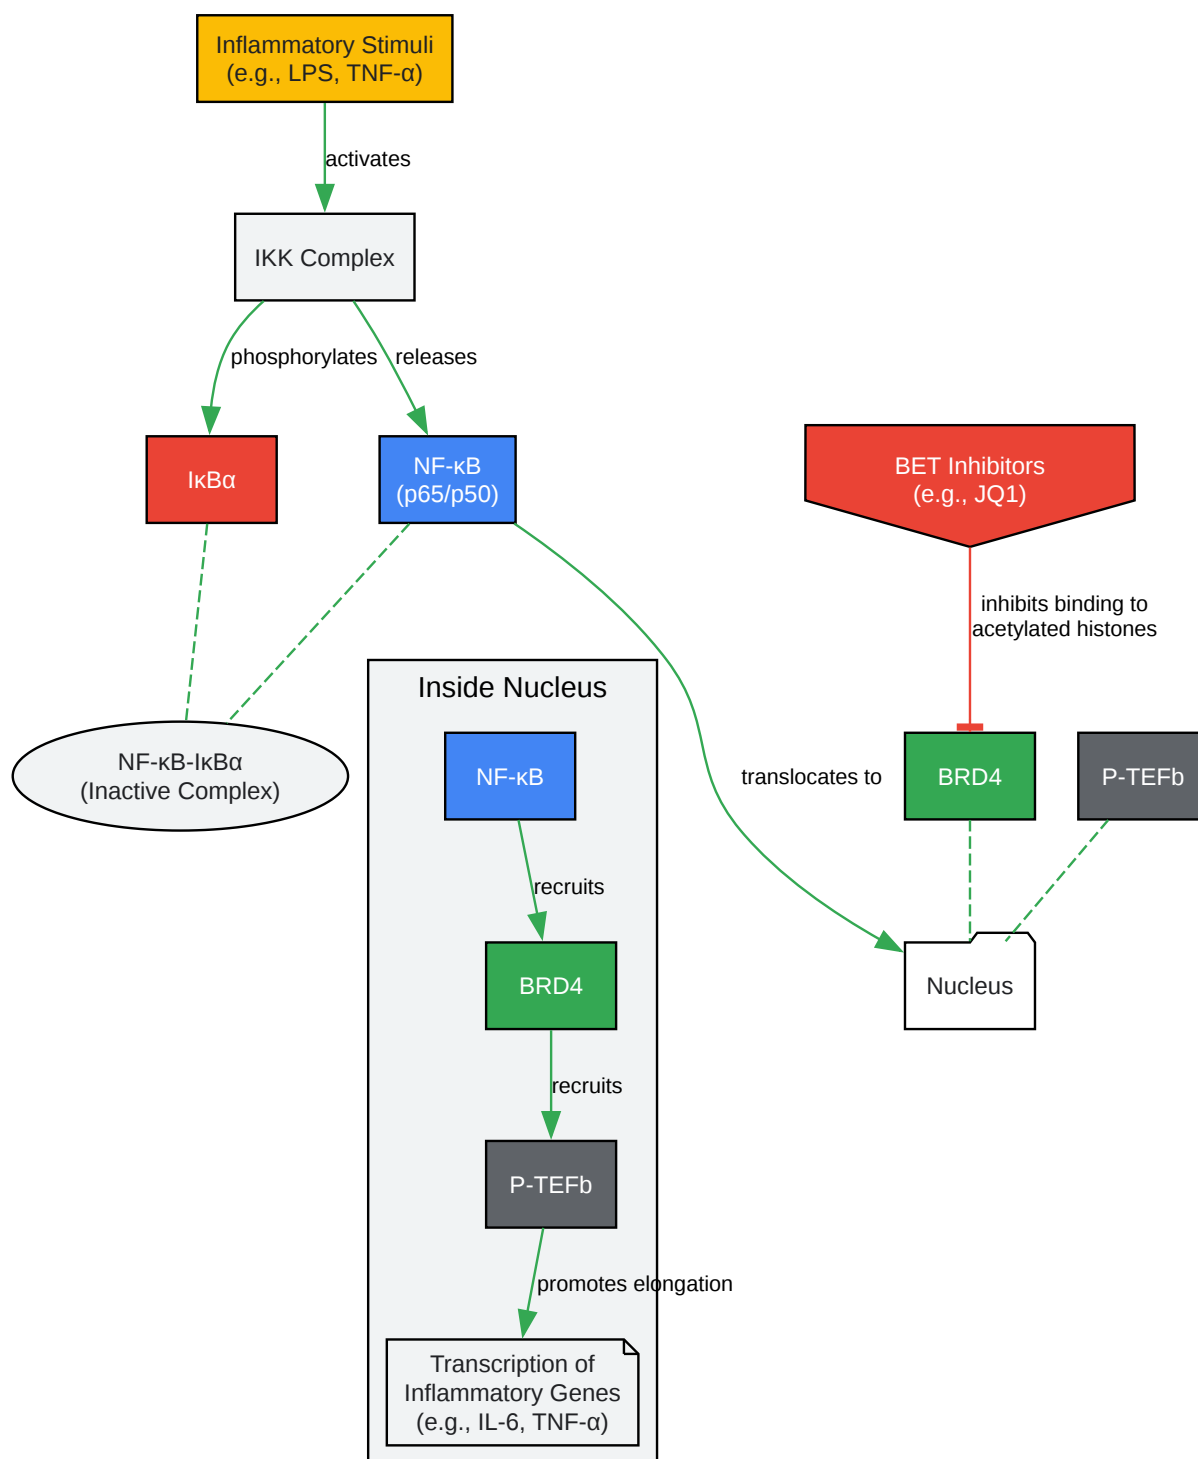 Inflammatory Stimuli
(e.g., LPS, TNF-α)
activates
IKK Complex
phosphorylates
releases
IκBα
NF-κB
(p65/p50)
BET Inhibitors
(e.g., JQ1)
inhibits binding to
acetylated histones
Inside Nucleus
NF-κB-IκBα
(Inactive Complex)
NF-κB
translocates to
BRD4
P-TEFb
recruits
BRD4
Nucleus
recruits
P-TEFb
promotes elongation
Transcription of
Inflammatory Genes
(e.g., IL-6, TNF-α)